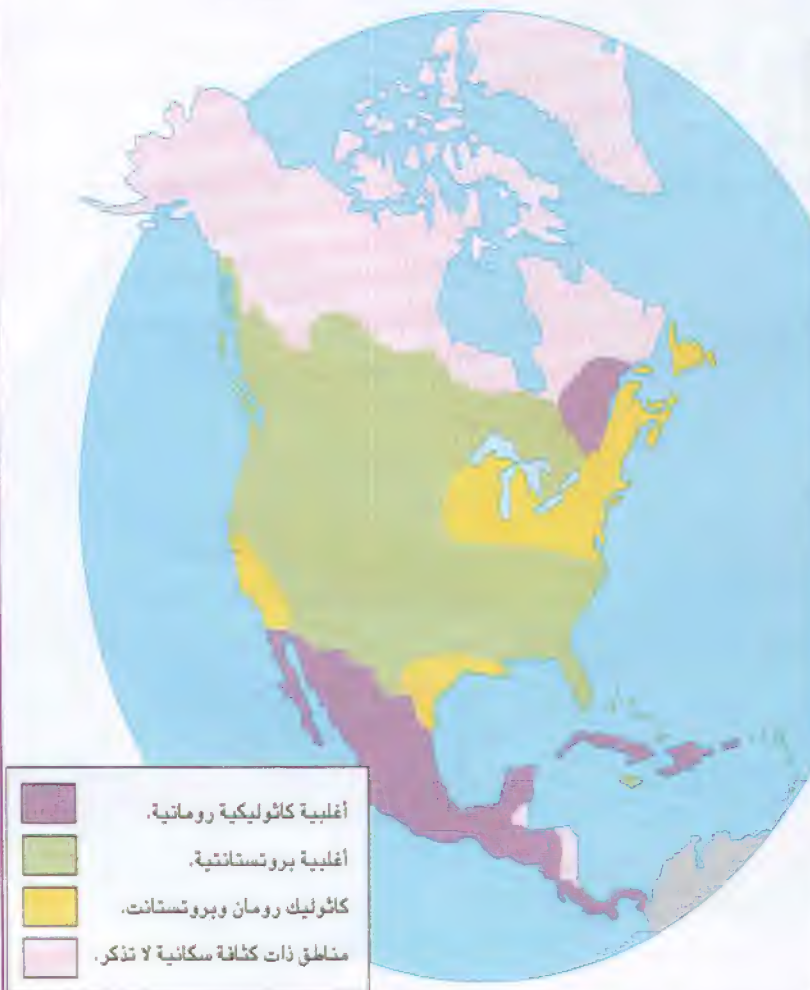 أغلبية كاثوليكية رومانية.
أغلبية بروتستانتية.
كاثوليك رومان وبروتستانت.
مناطق ذات كثافة سكانية لا تذكر.